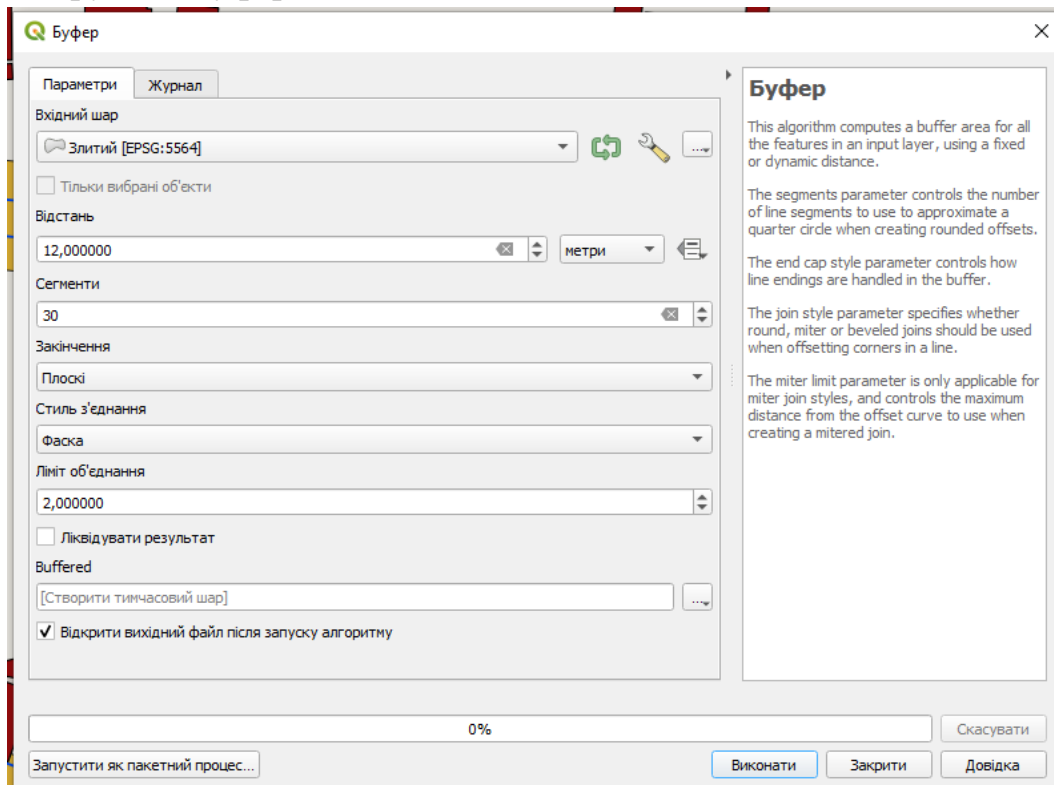 Буфер
Параметри
Журнал
Вхідний шар
Злитий [EPSG:5564]
...
Тільки вибрані об'єкти
Відстань
12,000000
метри
Сегменти
30
Закінчення
Плоскі
Стиль з'єднання
Фаска
Ліміт об'єднання
2,000000
Ліквідувати результат
Buffered
[Створити тимчасовий шар]
...
Відкрити вихідний файл після запуску алгоритму
Буфер
This algorithm computes a buffer area for all
the features in an input layer, using a fixed
or dynamic distance.
The segments parameter controls the number
of line segments to use to approximate a
quarter circle when creating rounded offsets.
The end cap style parameter controls how
line endings are handled in the buffer.
The join style parameter specifies whether
round, miter or beveled joins should be used
when offsetting corners in a line.
The miter limit parameter is only applicable for
miter join styles, and controls the maximum
distance from the offset curve to use when
creating a mitered join.
0%
Скасувати
Запустити як пакетний процес...
Виконати
Закрити
Довідка